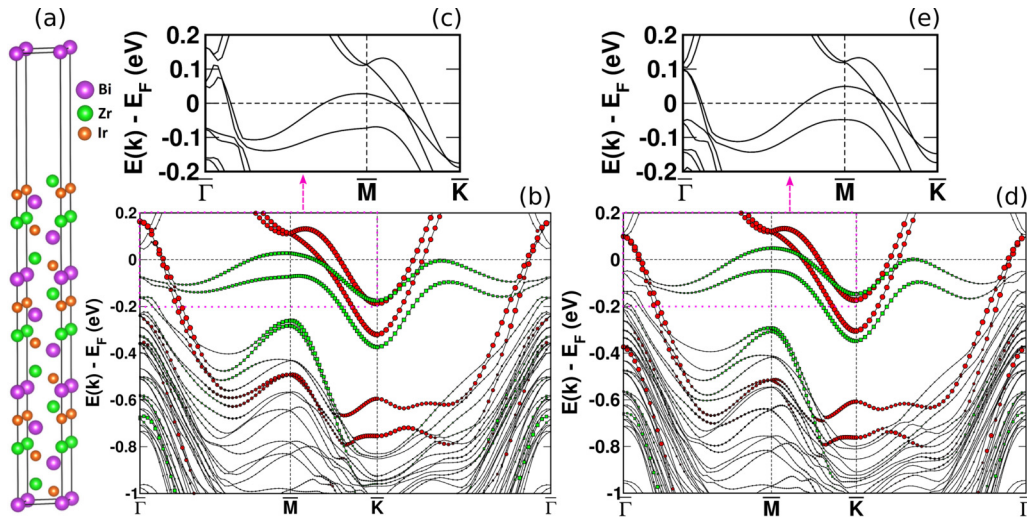 (a)
Bi
Zr
Ir
(c)
E(k) - E_F (eV)
0.2
0.1
0
-0.1
-0.2
Γ̅ M̅ K̅
(e)
E(k) - E_F (eV)
0.2
0.1
0
-0.1
-0.2
Γ̅ M̅ K̅
(b)
E(k) - E_F (eV)
0.2
0
-0.2
-0.4
-0.6
-0.8
-1
Γ̅ M̅ K̅ Γ̅
(d)
E(k) - E_F (eV)
0.2
0
-0.2
-0.4
-0.6
-0.8
-1
Γ̅ M̅ K̅ Γ̅